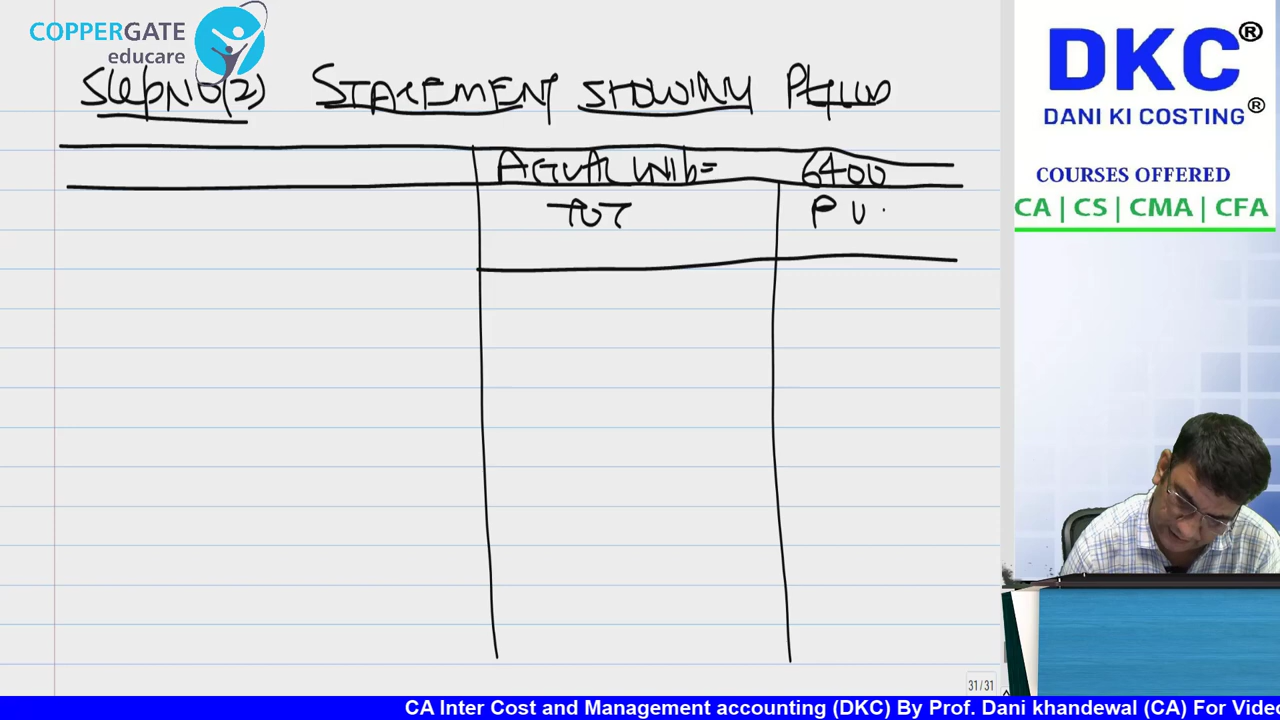 COPPERGATE
educare
Step No (2) STATEMENT SHOWING
ACTUAL UNIT = 6400
TOT P U.
DKC®
DANI KI COSTING®
COURSES OFFERED
CA | CS | CMA | CFA
31/31
CA Inter Cost and Management accounting (DKC) By Prof. Dani khandewal (CA) For Vide